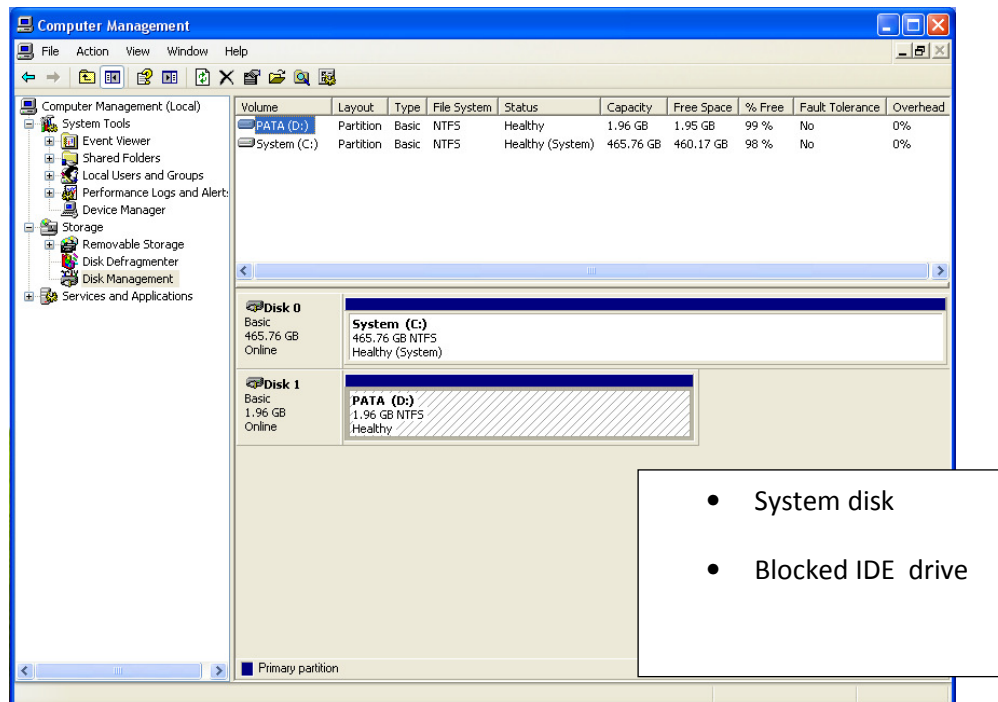 Computer Management
File Action View Window Help
Computer Management (Local)
System Tools
Event Viewer
Shared Folders
Local Users and Groups
Performance Logs and Alert:
Device Manager
Storage
Removable Storage
Disk Defragmenter
Disk Management
Services and Applications
Volume Layout Type File System Status Capacity Free Space % Free Fault Tolerance Overhead
PATA (D:) Partition Basic NTFS Healthy 1.96 GB 1.95 GB 99 % No 0%
System (C:) Partition Basic NTFS Healthy (System) 465.76 GB 460.17 GB 98 % No 0%
Disk 0
Basic
465.76 GB
Online
System (C:)
465.76 GB NTFS
Healthy (System)
Disk 1
Basic
1.96 GB
Online
PATA (D:)
1.96 GB NTFS
Healthy
Primary partition
• System disk
• Blocked IDE drive